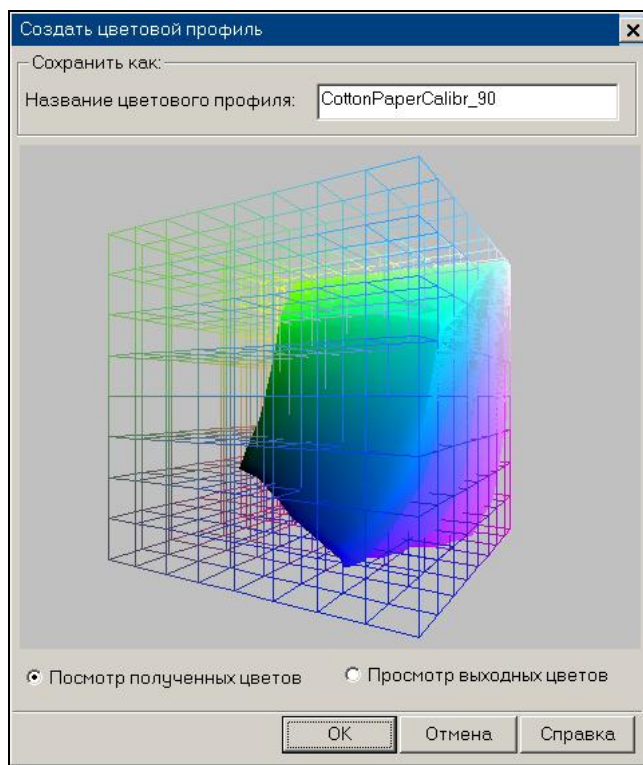 Создать цветовой профиль
Сохранить как:
Название цветового профиля: CottonPaperCalibr_90
Посмотр полученных цветов Просмотр выходных цветов
OK Отмена Справка